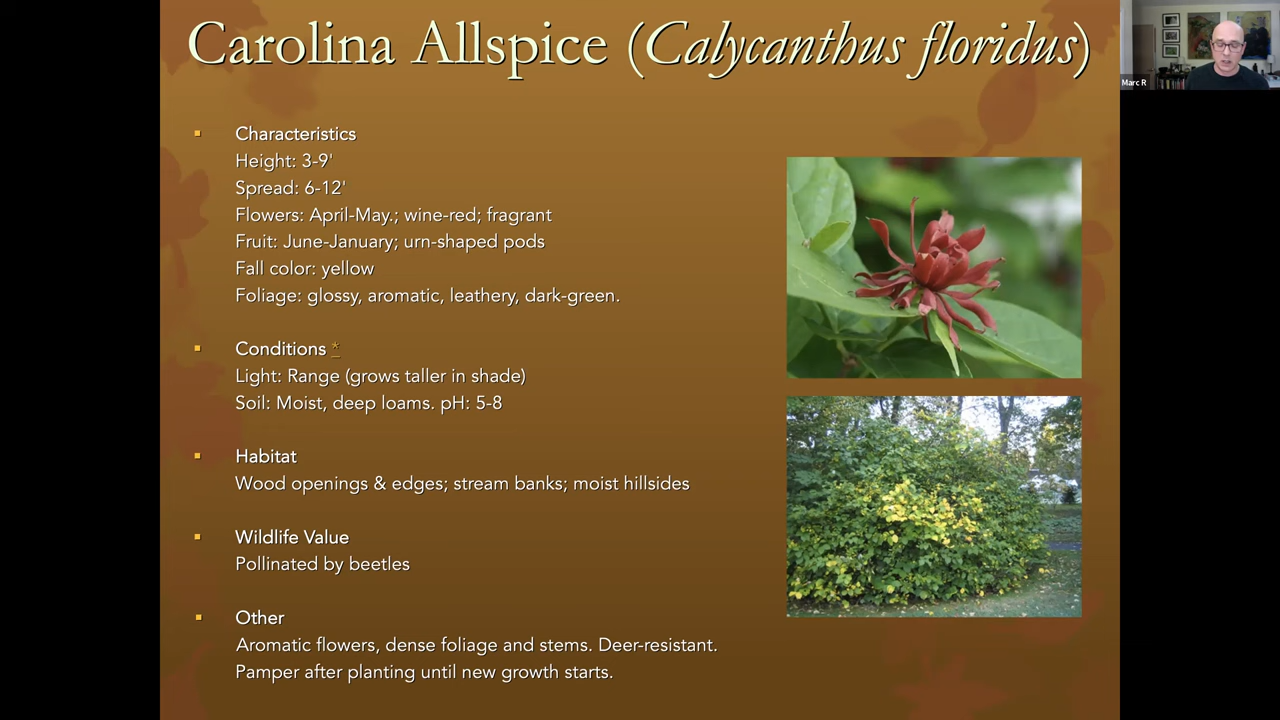 Carolina Allspice (Calycanthus floridus)
Marc R
Characteristics
Height: 3-9'
Spread: 6-12'
Flowers: April-May.; wine-red; fragrant
Fruit: June-January; urn-shaped pods
Fall color: yellow
Foliage: glossy, aromatic, leathery, dark-green.
Conditions *
Light: Range (grows taller in shade)
Soil: Moist, deep loams. pH: 5-8
Habitat
Wood openings & edges; stream banks; moist hillsides
Wildlife Value
Pollinated by beetles
Other
Aromatic flowers, dense foliage and stems. Deer-resistant.
Pamper after planting until new growth starts.